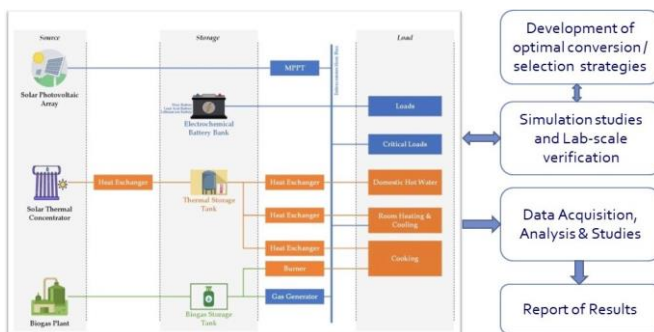 Source
Storage
Load
Solar Photovoltaic
Array
MPPT
Electrochemical
Battery Bank
Loads
Critical Loads
Solar Thermal
Concentrator
Heat Exchanger
Thermal Storage
Tank
Heat Exchanger
Domestic Hot Water
Heat Exchanger
Room Heating &
Cooling
Heat Exchanger
Cooking
Burner
Biogas Plant
Biogas Storage
Tank
Gas Generator
Development of
optimal conversion /
selection strategies
Simulation studies
and Lab-scale
verification
Data Acquisition,
Analysis & Studies
Report of Results